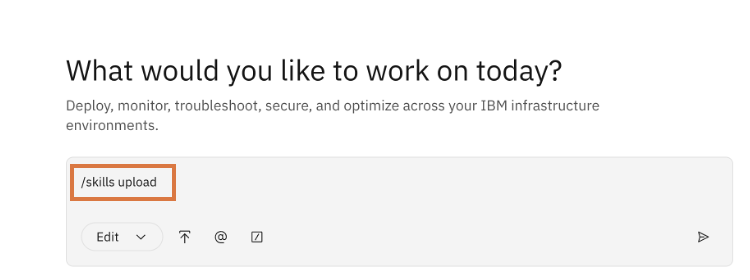 What would you like to work on today?
Deploy, monitor, troubleshoot, secure, and optimize across your IBM infrastructure
environments.
/skills upload
Edit
@